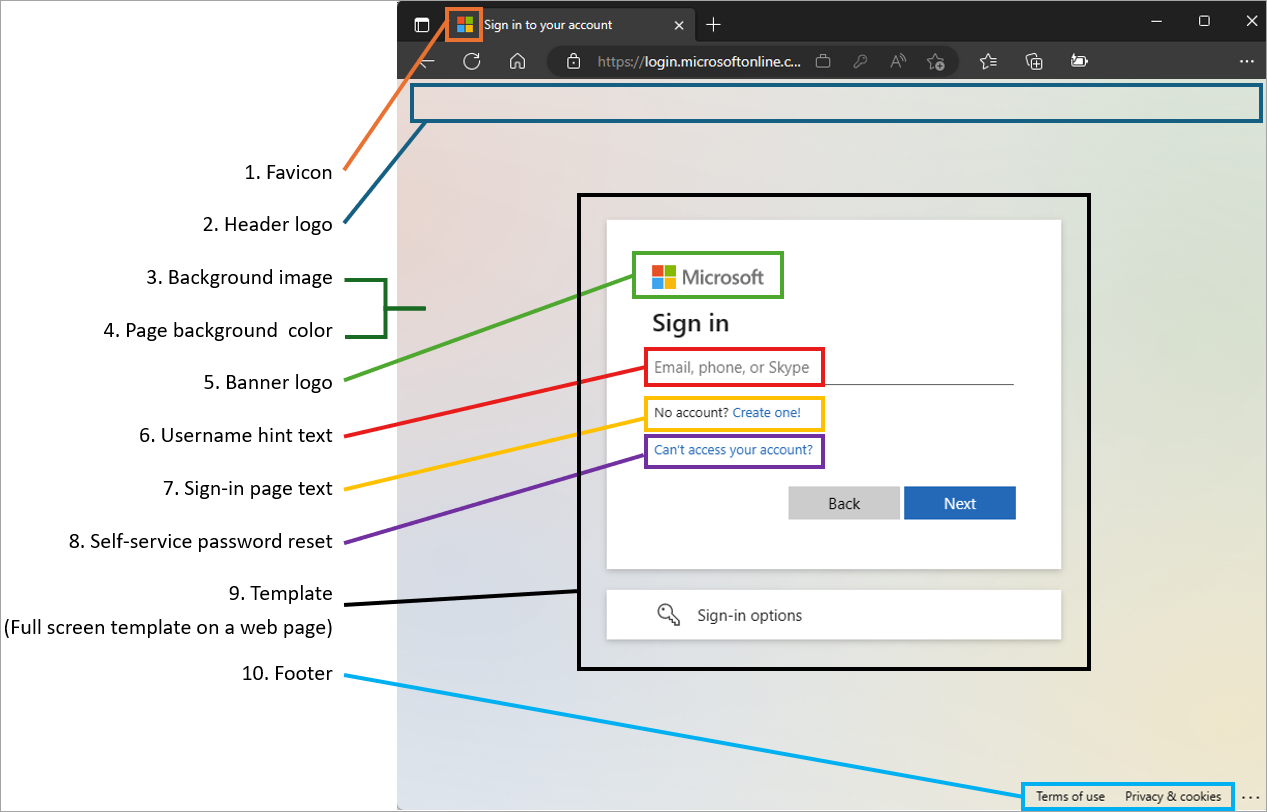 Sign in to your account
https://login.microsoftonline.c...
1. Favicon
2. Header logo
3. Background image
4. Page background  color
5. Banner logo
6. Username hint text
7. Sign-in page text
8. Self-service password reset
9. Template
(Full screen template on a web page)
10. Footer
Microsoft
Sign in
Email, phone, or Skype
No account? Create one!
Can't access your account?
Back Next
Sign-in options
Terms of use Privacy & cookies ...